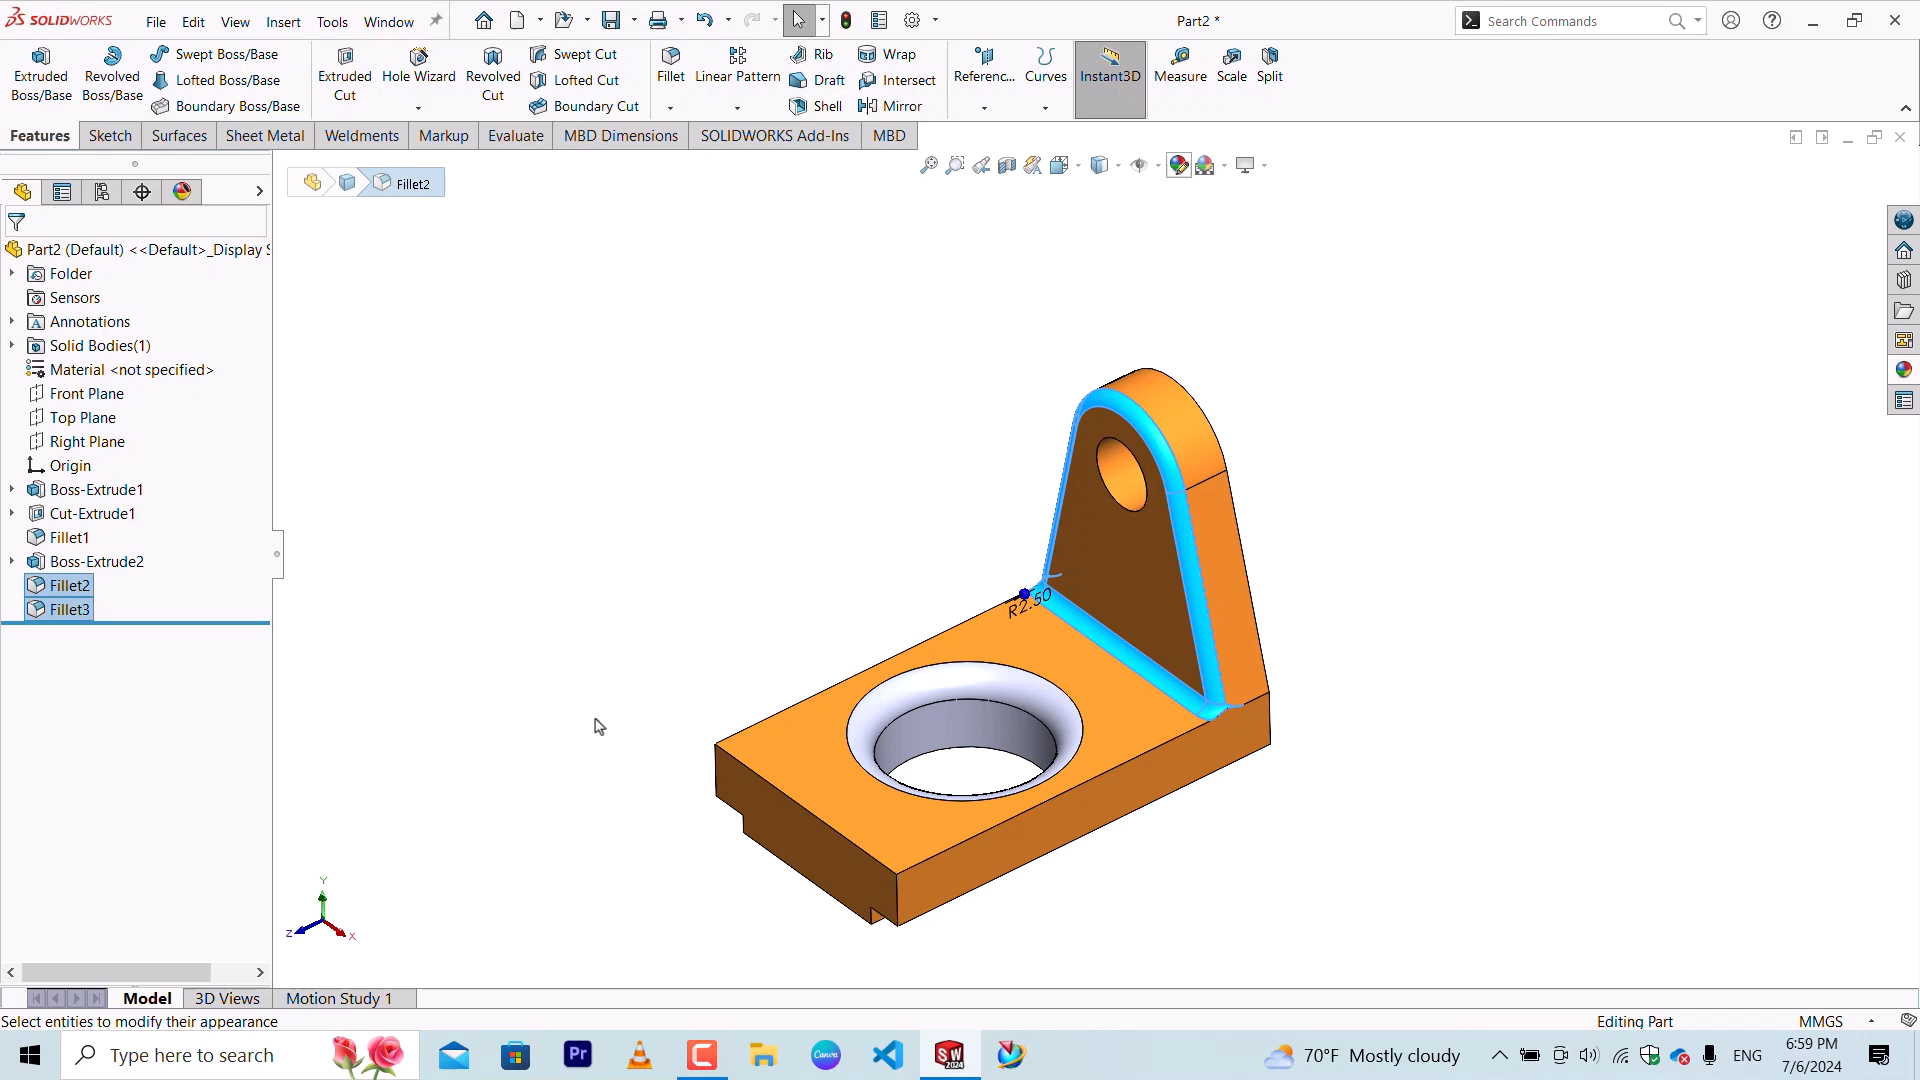 SOLIDWORKS File Edit View Insert Tools Window Part2 * Search Commands
Extruded Boss/Base
Revolved Boss/Base
Swept Boss/Base
Lofted Boss/Base
Boundary Boss/Base
Extruded Cut
Hole Wizard
Revolved Cut
Swept Cut
Lofted Cut
Boundary Cut
Fillet
Linear Pattern
Rib
Draft
Shell
Wrap
Intersect
Mirror
Referenc...
Curves
Instant3D
Measure
Scale
Split
Features Sketch Surfaces Sheet Metal Weldments Markup Evaluate MBD Dimensions SOLIDWORKS Add-Ins MBD
Fillet2
Part2 (Default) <<Default>_Display S
Folder
Sensors
Annotations
Solid Bodies(1)
Material <not specified>
Front Plane
Top Plane
Right Plane
Origin
Boss-Extrude1
Cut-Extrude1
Fillet1
Boss-Extrude2
Fillet2
Fillet3
R2.50
Y
Z
X
Model 3D Views Motion Study 1
Select entities to modify their appearance Editing Part MMGS
Type here to search Pr Canva SW 2024 70°F Mostly cloudy ENG 6:59 PM
7/6/2024